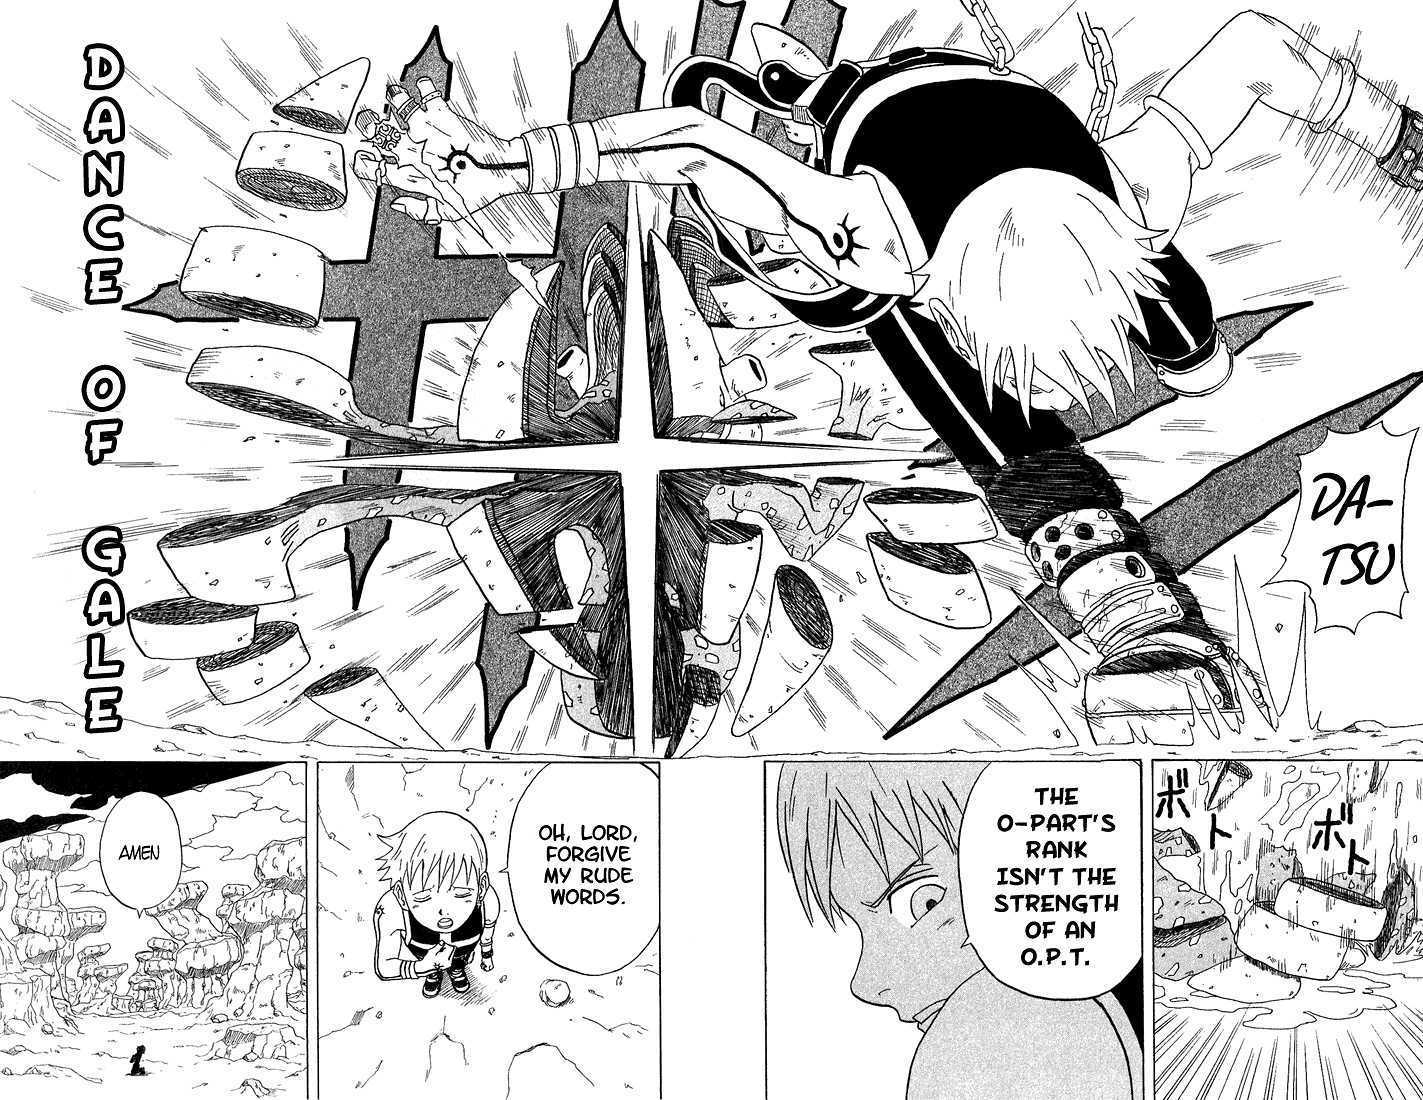 DANCE OF GALE
DA-
TSU
ボト
ボト
THE
O-PART'S
RANK
ISN'T THE
STRENGTH
OF AN
O.P.T.
OH, LORD,
FORGIVE
MY RUDE
WORDS.
AMEN